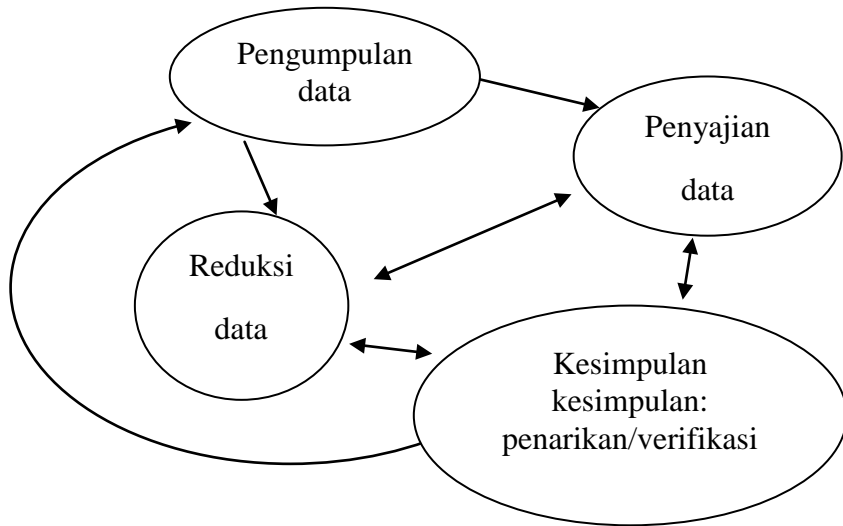 Pengumpulan
data
Penyajian
data
Reduksi
data
Kesimpulan
kesimpulan:
penarikan/verifikasi